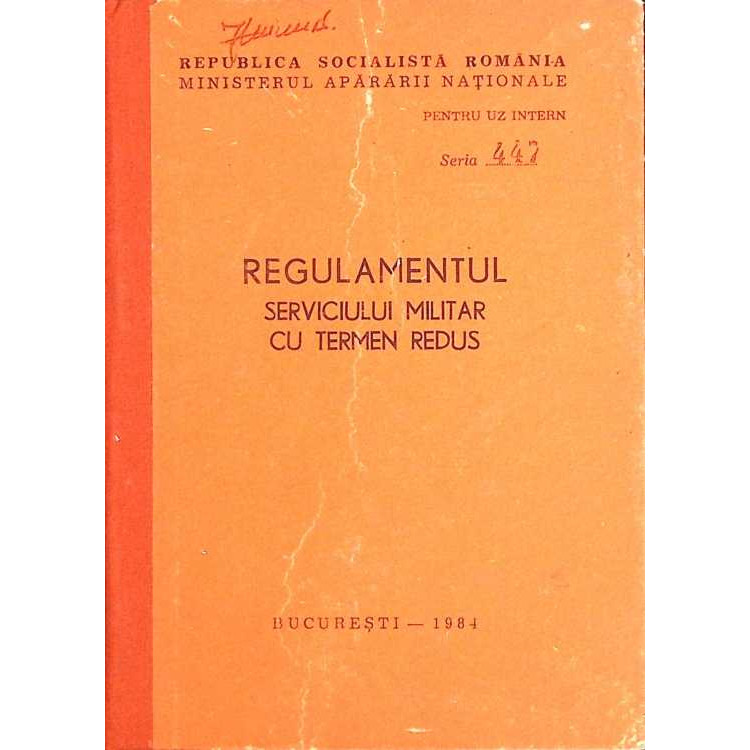 REPUBLICA SOCIALISTĂ ROMÂNIA
MINISTERUL APĂRĂRII NAȚIONALE
PENTRU UZ INTERN
Seria 447
REGULAMENTUL
SERVICIULUI MILITAR
CU TERMEN REDUS
BUCUREȘTI — 1984